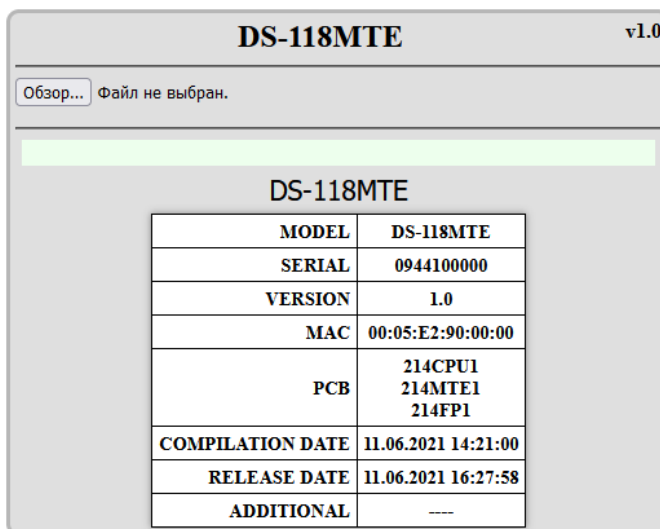 DS-118MTE v1.0
Обзор... Файл не выбран.
DS-118MTE
MODEL DS-118MTE
SERIAL 0944100000
VERSION 1.0
MAC 00:05:E2:90:00:00
PCB 214CPU1
214MTE1
214FP1
COMPILATION DATE 11.06.2021 14:21:00
RELEASE DATE 11.06.2021 16:27:58
ADDITIONAL ----